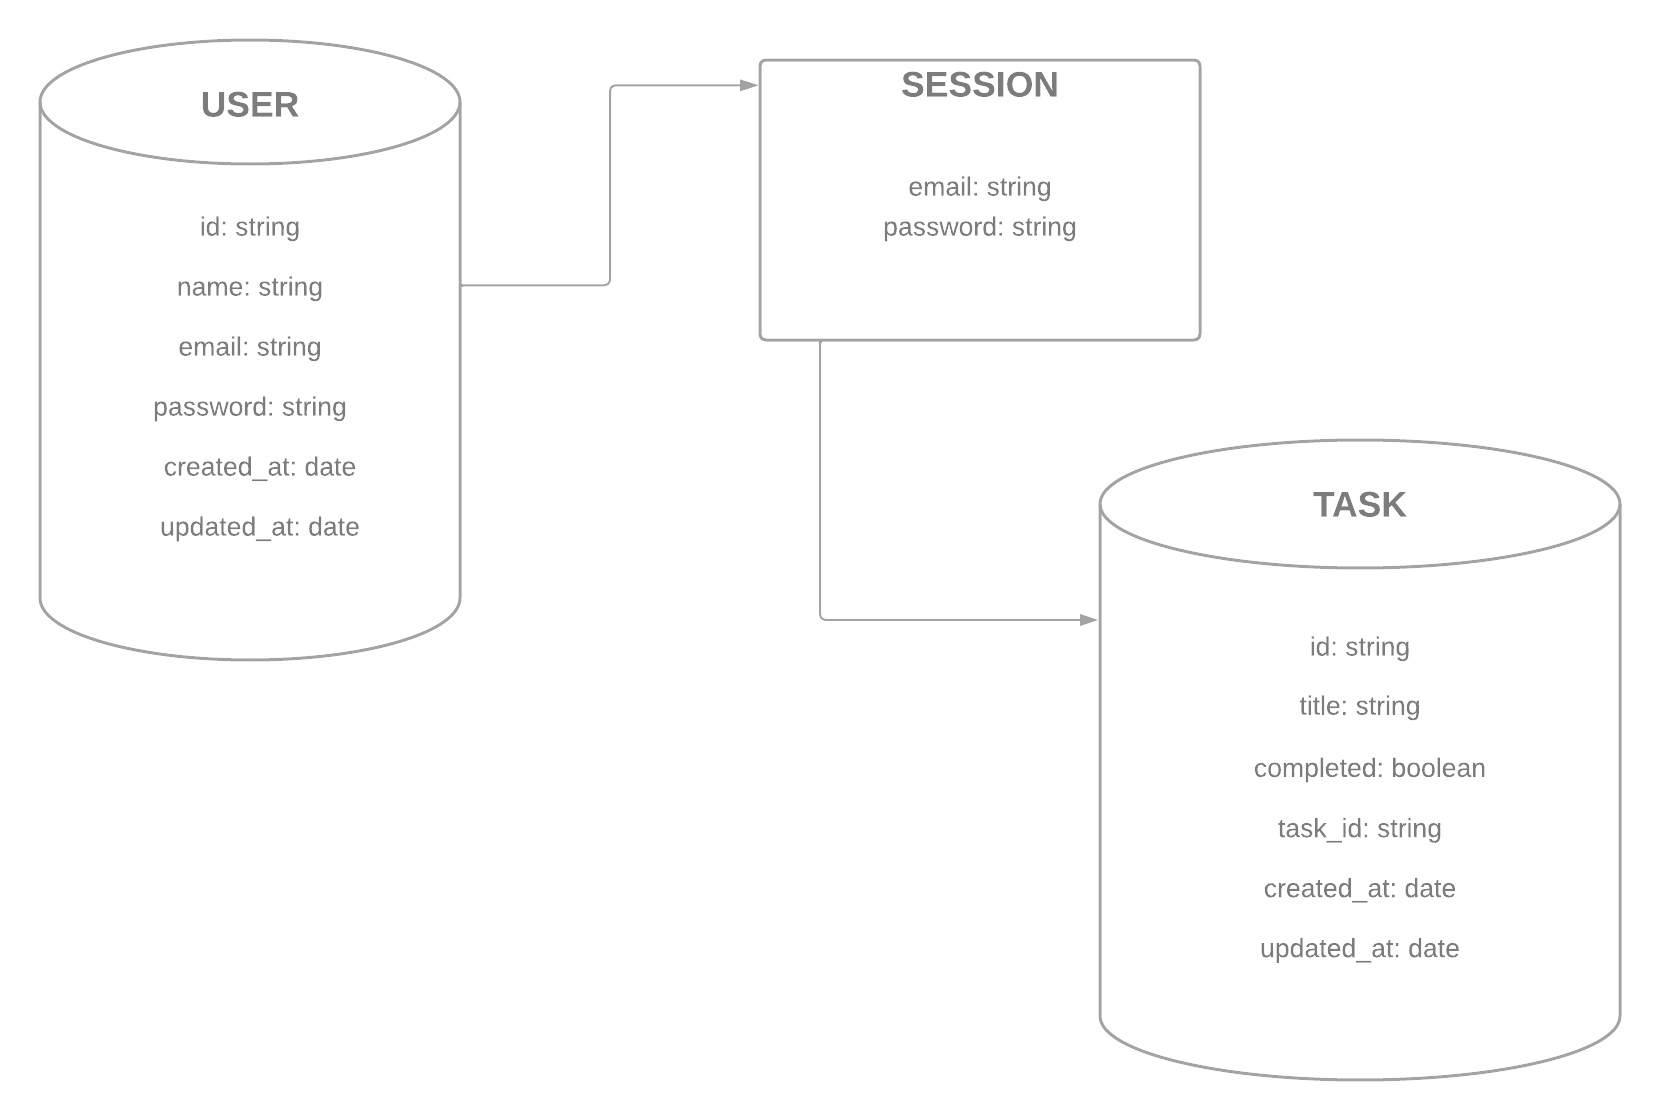 USER
id: string
name: string
email: string
password: string
created_at: date
updated_at: date
SESSION
email: string
password: string
TASK
id: string
title: string
completed: boolean
task_id: string
created_at: date
updated_at: date